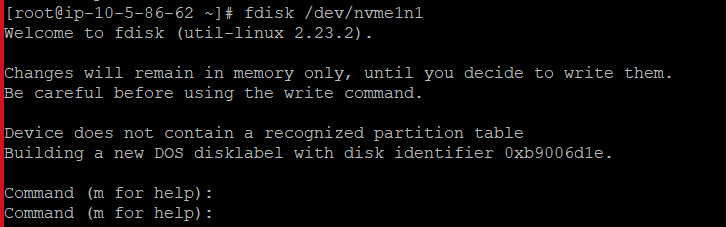 [root@ip-10-5-86-62 ~]# fdisk /dev/nvme1n1
Welcome to fdisk (util-linux 2.23.2).
Changes will remain in memory only, until you decide to write them.
Be careful before using the write command.
Device does not contain a recognized partition table
Building a new DOS disklabel with disk identifier 0xb9006d1e.
Command (m for help):
Command (m for help):